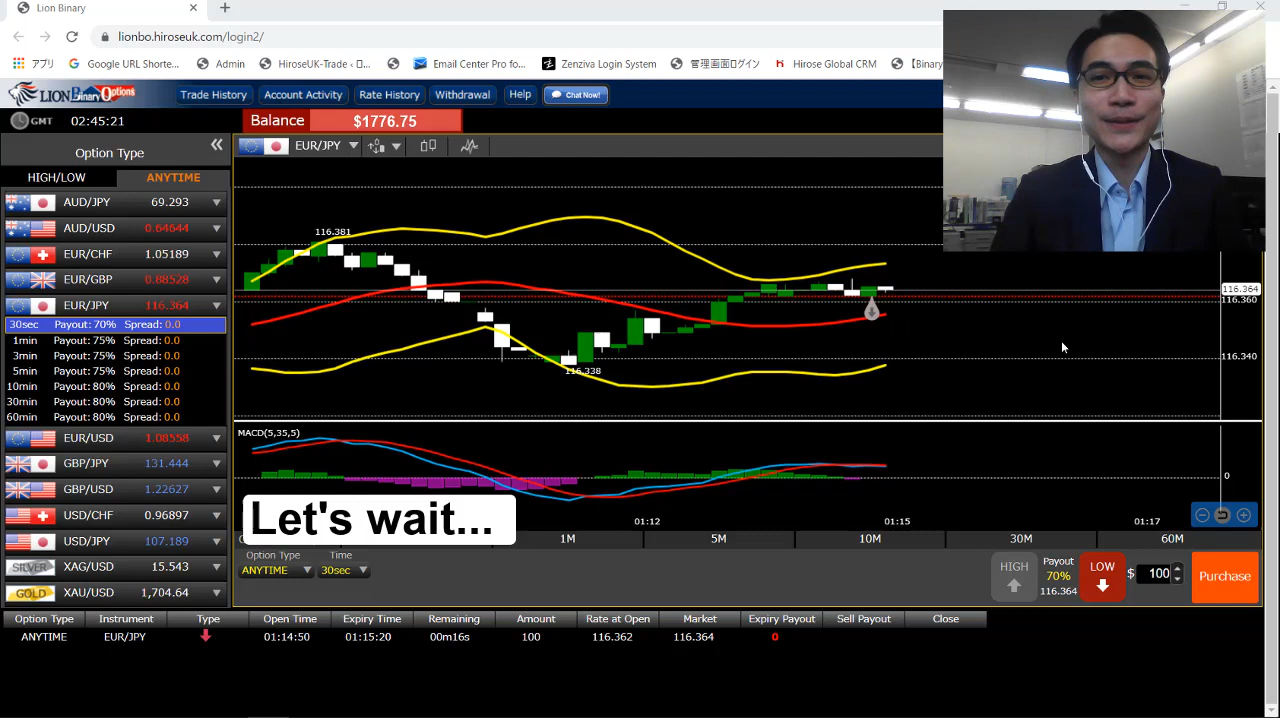 Lion Binary
lionbo.hiroseuk.com/login2/
アプリ Google URL Shorte... Admin HiroseUK-Trade‹ロ... Email Center Pro fo... Zenziva Login System 管理画面ログイン Hirose Global CRM 【Binary
LION Binary Options Trade History Account Activity Rate History Withdrawal Help Chat Now!
GMT 02:45:21 Balance $1776.75
Option Type EUR/JPY
HIGH/LOW ANYTIME
AUD/JPY 69.293
AUD/USD 0.64644
EUR/CHF 1.05189
EUR/GBP 0.88528
EUR/JPY 116.364
30sec Payout: 70% Spread: 0.0
1min Payout: 75% Spread: 0.0
3min Payout: 75% Spread: 0.0
5min Payout: 75% Spread: 0.0
10min Payout: 80% Spread: 0.0
30min Payout: 80% Spread: 0.0
60min Payout: 80% Spread: 0.0
EUR/USD 1.08558
GBP/JPY 131.444
GBP/USD 1.22627
USD/CHF 0.96897
USD/JPY 107.189
SILVER XAG/USD 15.543
GOLD XAU/USD 1,704.64
116.381
116.338
116.364
116.360
116.340
MACD(5,35,5)
0
Let's wait...
01:12 01:15 01:17
1M 5M 10M 30M 60M
Option Type Time
ANYTIME 30sec
HIGH Payout 70% 116.364 LOW $ 100 Purchase
Option Type Instrument Type Open Time Expiry Time Remaining Amount Rate at Open Market Expiry Payout Sell Payout Close
ANYTIME EUR/JPY 01:14:50 01:15:20 00m16s 100 116.362 116.364 0